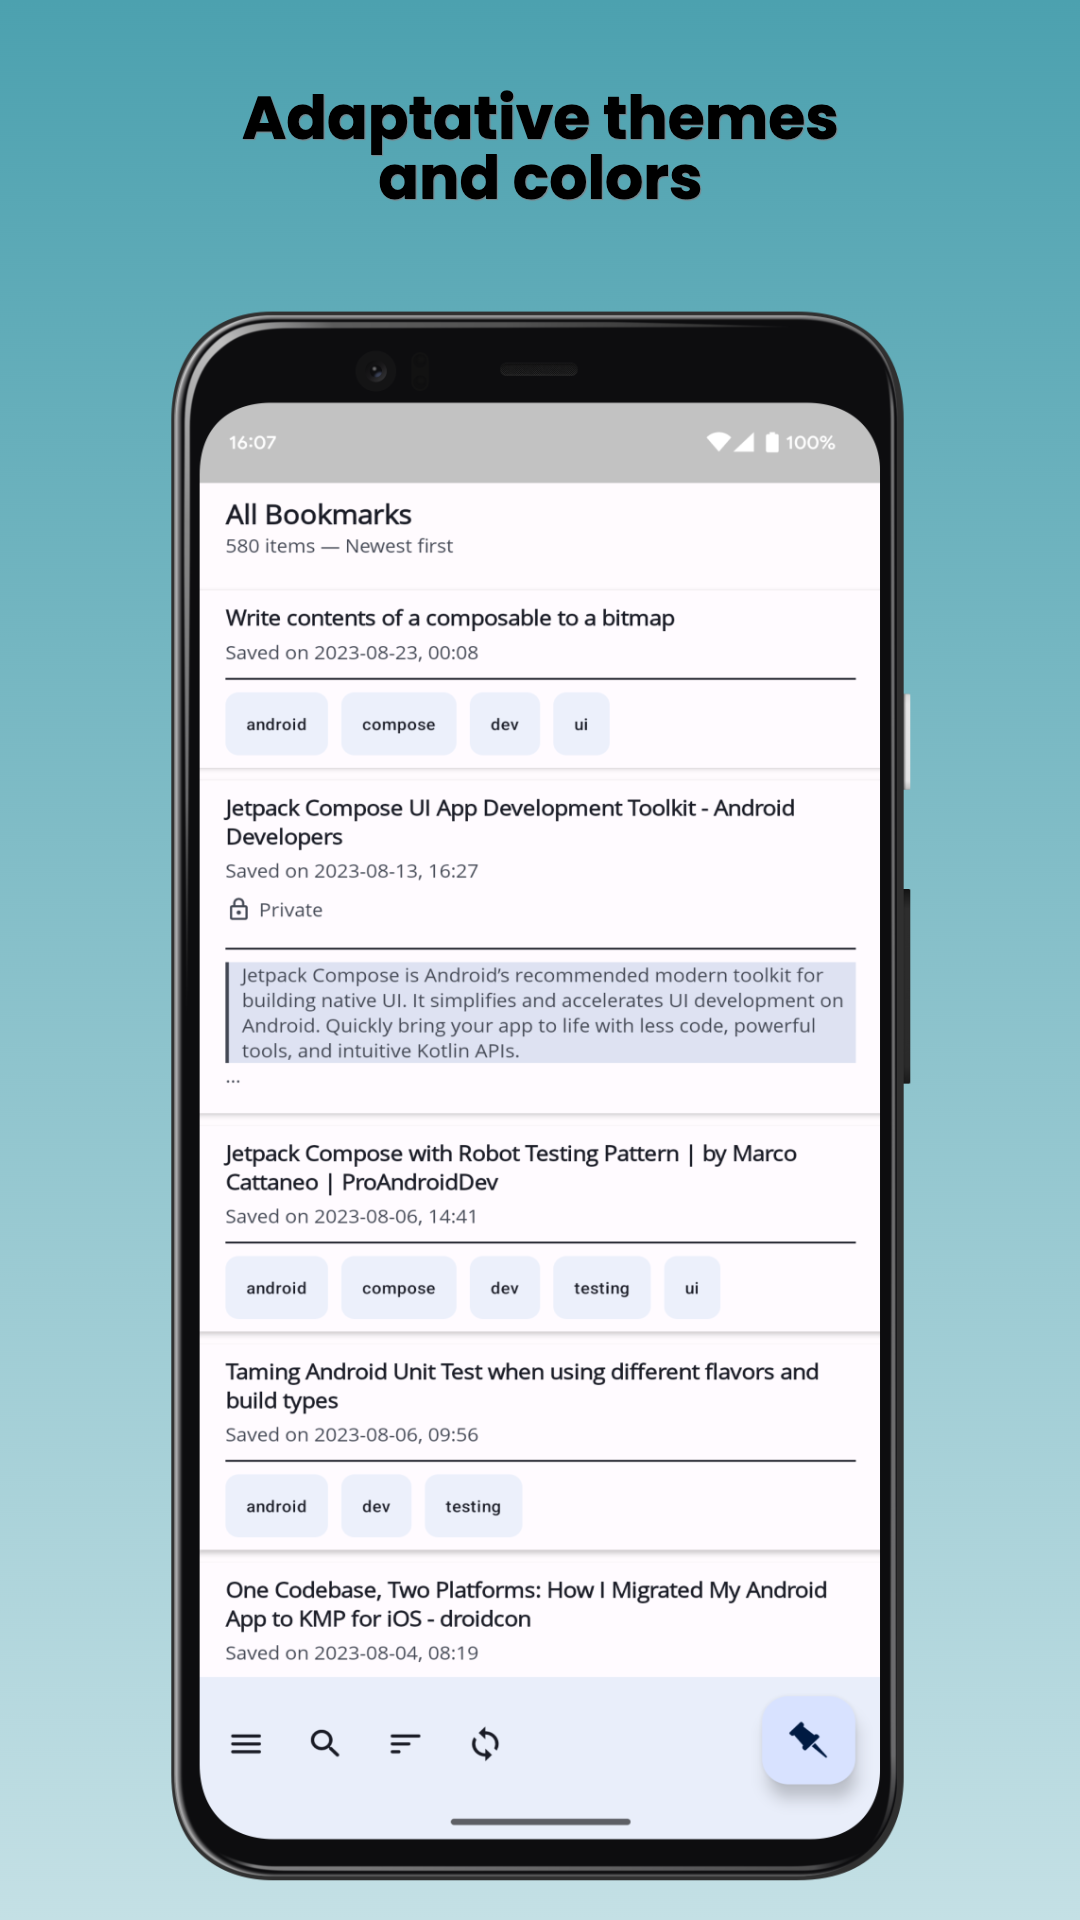 Adaptative themes
and colors
16:07
100%
All Bookmarks
580 items — Newest first
Write contents of a composable to a bitmap
Saved on 2023-08-23, 00:08
android compose dev ui
Jetpack Compose UI App Development Toolkit - Android
Developers
Saved on 2023-08-13, 16:27
Private
Jetpack Compose is Android's recommended modern toolkit for
building native UI. It simplifies and accelerates UI development on
Android. Quickly bring your app to life with less code, powerful
tools, and intuitive Kotlin APIs.
...
Jetpack Compose with Robot Testing Pattern | by Marco
Cattaneo | ProAndroidDev
Saved on 2023-08-06, 14:41
android compose dev testing ui
Taming Android Unit Test when using different flavors and
build types
Saved on 2023-08-06, 09:56
android dev testing
One Codebase, Two Platforms: How I Migrated My Android
App to KMP for iOS - droidcon
Saved on 2023-08-04, 08:19